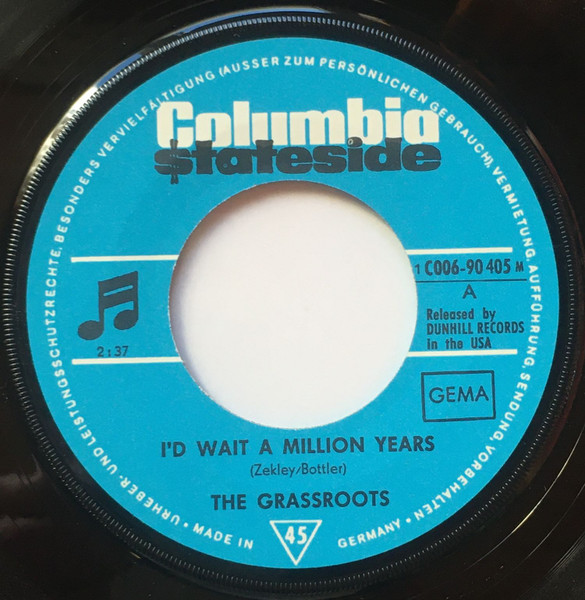 URHEBER- UND LEISTUNGSSCHUTZRECHTE, BESONDERS VERVIELFÄLTIGUNG (AUSSER ZUM PERSÖNLICHEN GEBRAUCH), VERMIETUNG, AUFFÜHRUNG, SENDUNG, VORBEHALTEN
Columbia
$tateside
1 C006-90 405 M
A
2:37
Released by
DUNHILL RECORDS
in the USA
GEMA
I'D WAIT A MILLION YEARS
(Zekley/Bottler)
THE GRASSROOTS
• MADE IN 45 GERMANY •